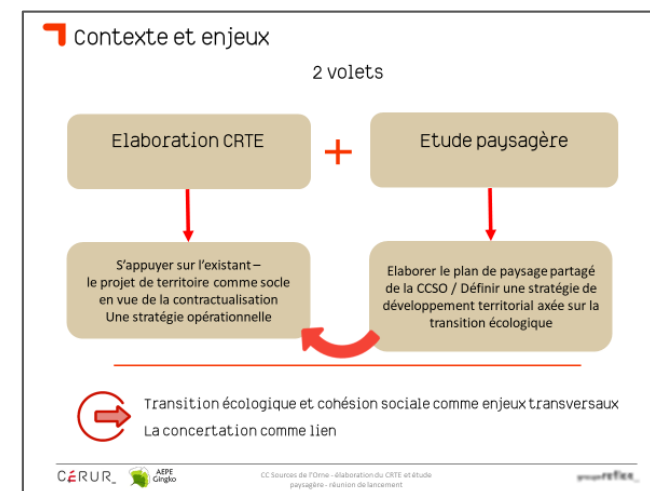 Contexte et enjeux
2 volets
Elaboration CRTE
+
Etude paysagère
S'appuyer sur l'existant –
le projet de territoire comme socle
en vue de la contractualisation
Une stratégie opérationnelle
Elaborer le plan de paysage partagé
de la CCSO / Définir une stratégie de
développement territorial axée sur la
transition écologique
Transition écologique et cohésion sociale comme enjeux transversaux
La concertation comme lien
CÉRUR_
AEPE
Gingko
CC Sources de l'Orne - élaboration du CRTE et étude
paysagère - réunion de lancement
groupe reflex_